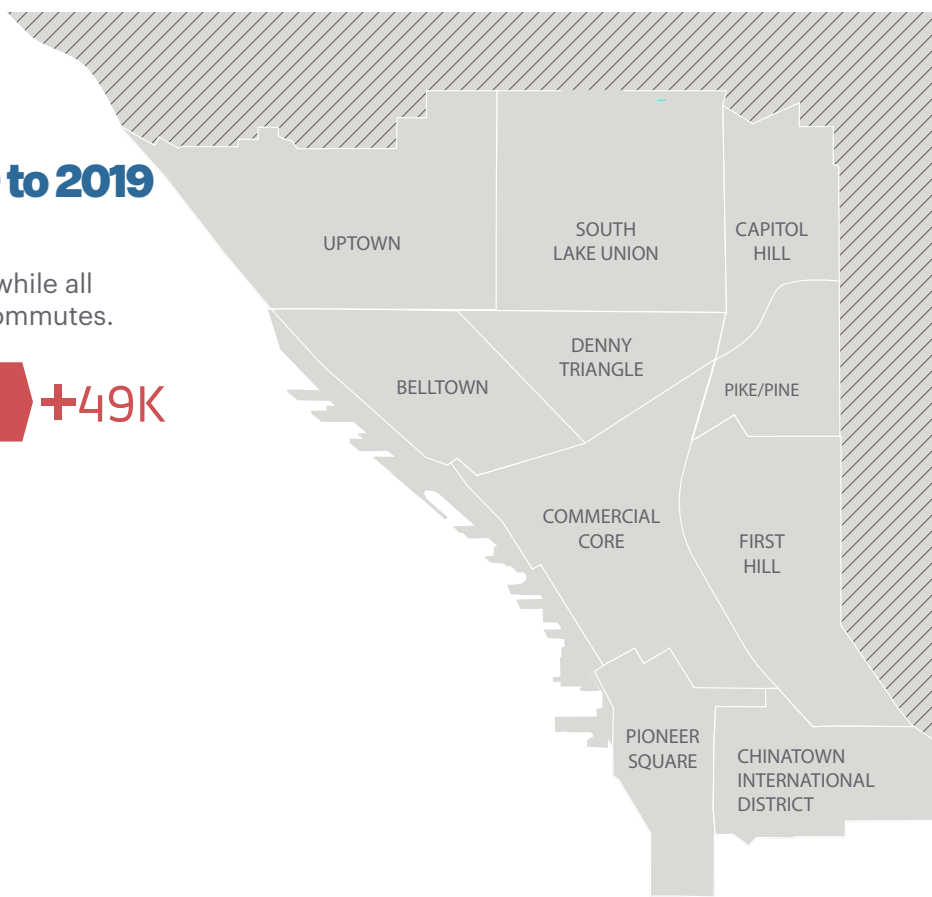 to 2019
while all
ommutes.
+49K
UPTOWN
SOUTH
LAKE UNION
CAPITOL
HILL
DENNY
TRIANGLE
BELLTOWN
PIKE/PINE
COMMERCIAL
CORE
FIRST
HILL
PIONEER
SQUARE
CHINATOWN
INTERNATIONAL
DISTRICT